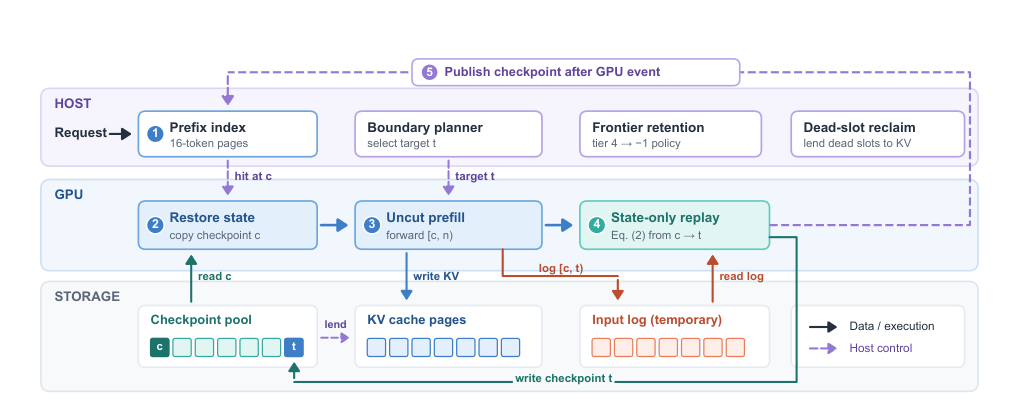 5 Publish checkpoint after GPU event
HOST
Request
1 Prefix index
16-token pages
Boundary planner
select target t
Frontier retention
tier 4 → −1 policy
Dead-slot reclaim
lend dead slots to KV
hit at c
target t
GPU
2 Restore state
copy checkpoint c
3 Uncut prefill
forward [c, n)
4 State-only replay
Eq. (2) from c → t
read c
write KV
log [c, t)
read log
STORAGE
Checkpoint pool
c
t
lend
KV cache pages
Input log (temporary)
Data / execution
Host control
write checkpoint t